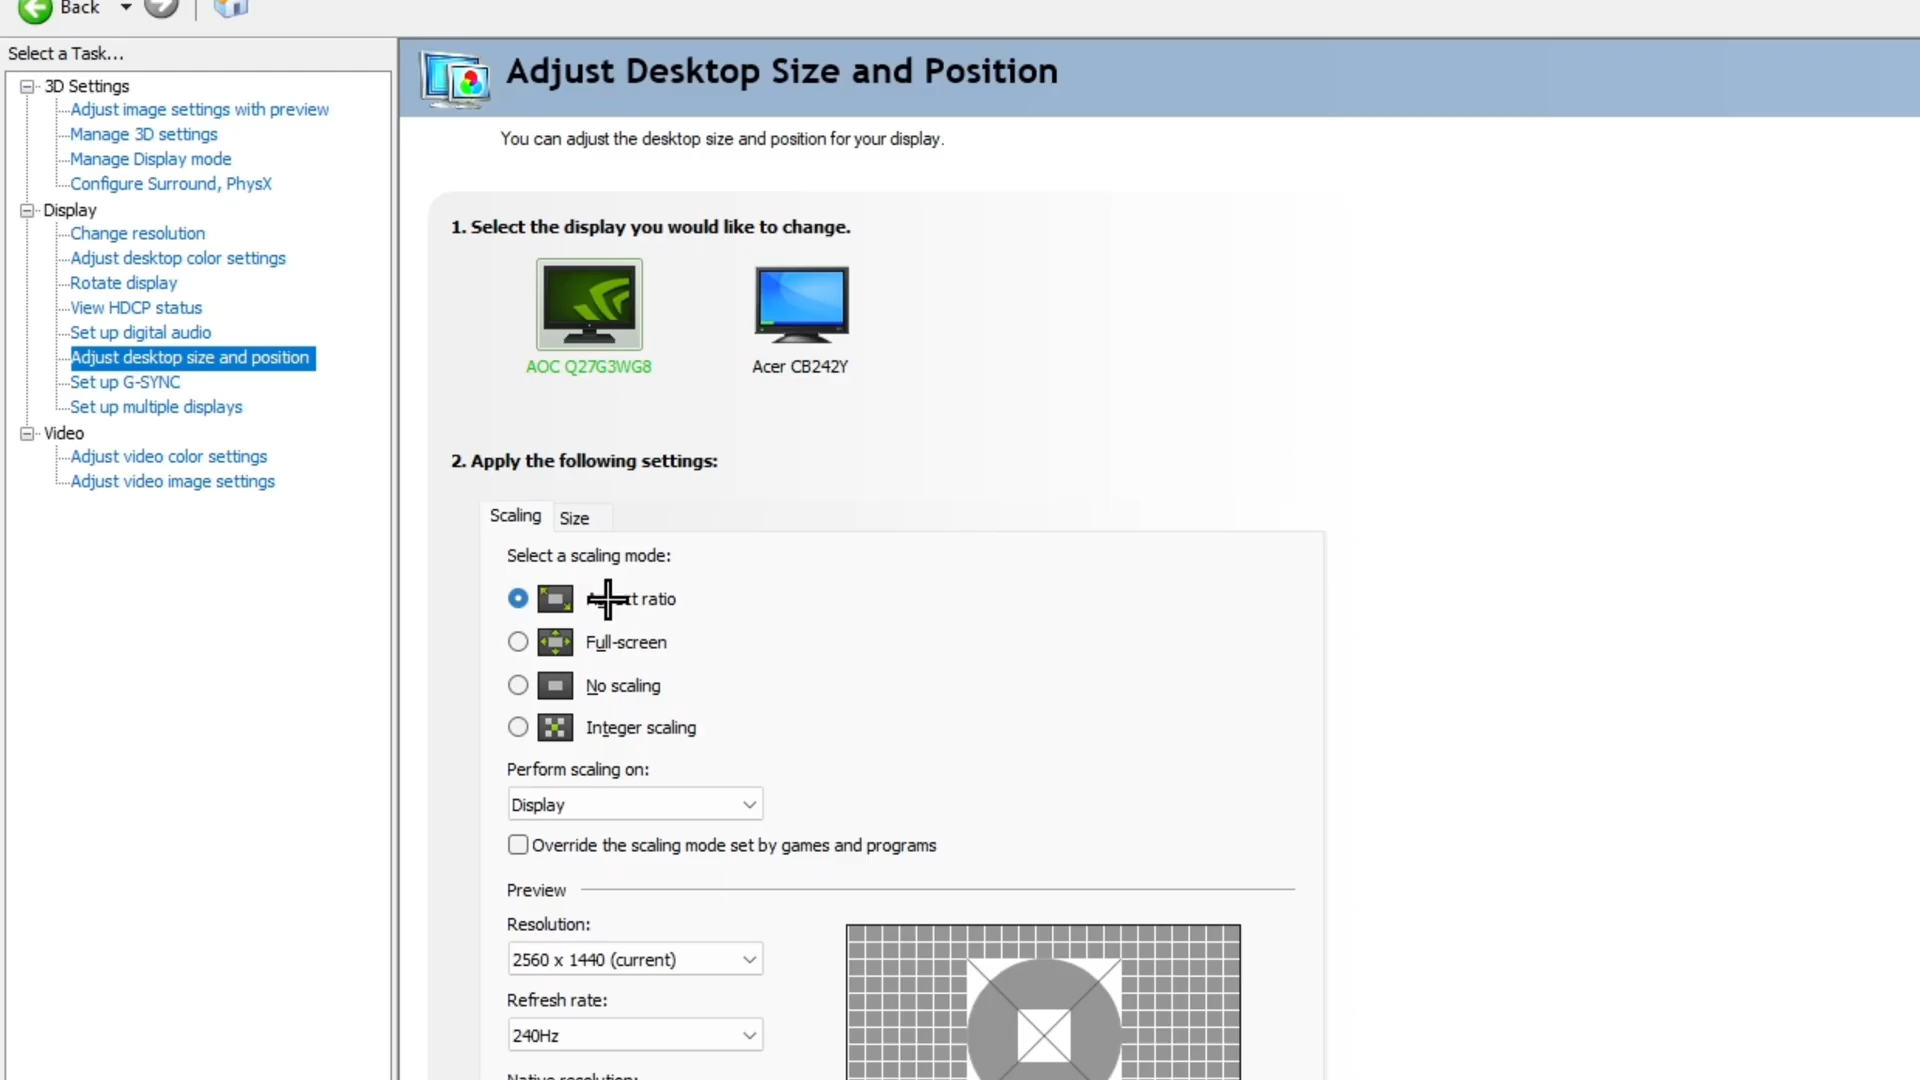 Back
Select a Task...
3D Settings
Adjust image settings with preview
Manage 3D settings
Manage Display mode
Configure Surround, PhysX
Display
Change resolution
Adjust desktop color settings
Rotate display
View HDCP status
Set up digital audio
Adjust desktop size and position
Set up G-SYNC
Set up multiple displays
Video
Adjust video color settings
Adjust video image settings
Adjust Desktop Size and Position
You can adjust the desktop size and position for your display.
1. Select the display you would like to change.
AOC Q27G3WG8
Acer CB242Y
2. Apply the following settings:
Scaling
Size
Select a scaling mode:
ratio
Full-screen
No scaling
Integer scaling
Perform scaling on:
Display
Override the scaling mode set by games and programs
Preview
Resolution:
2560 x 1440 (current)
Refresh rate:
240Hz
Native resolution: